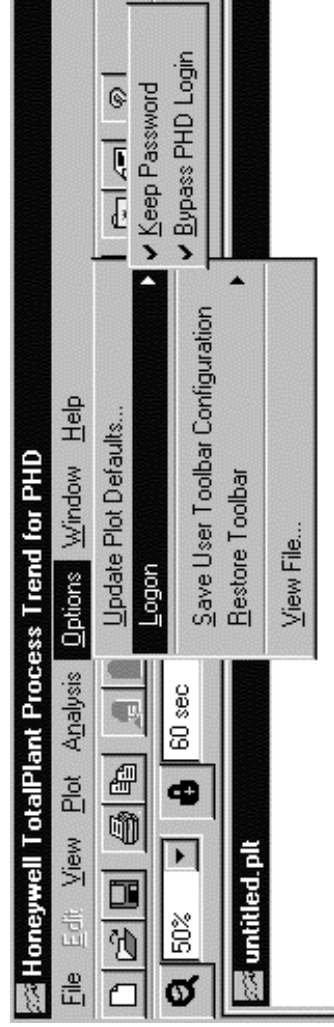 Honeywell TotalPlant Process Trend for PHD
File Edit View Plot Analysis Options Window Help
Update Plot Defaults...
Logon
Keep Password
Bypass PHD Login
50%
60 sec
Save User Toolbar Configuration
Restore Toolbar
View File...
untitled.plt